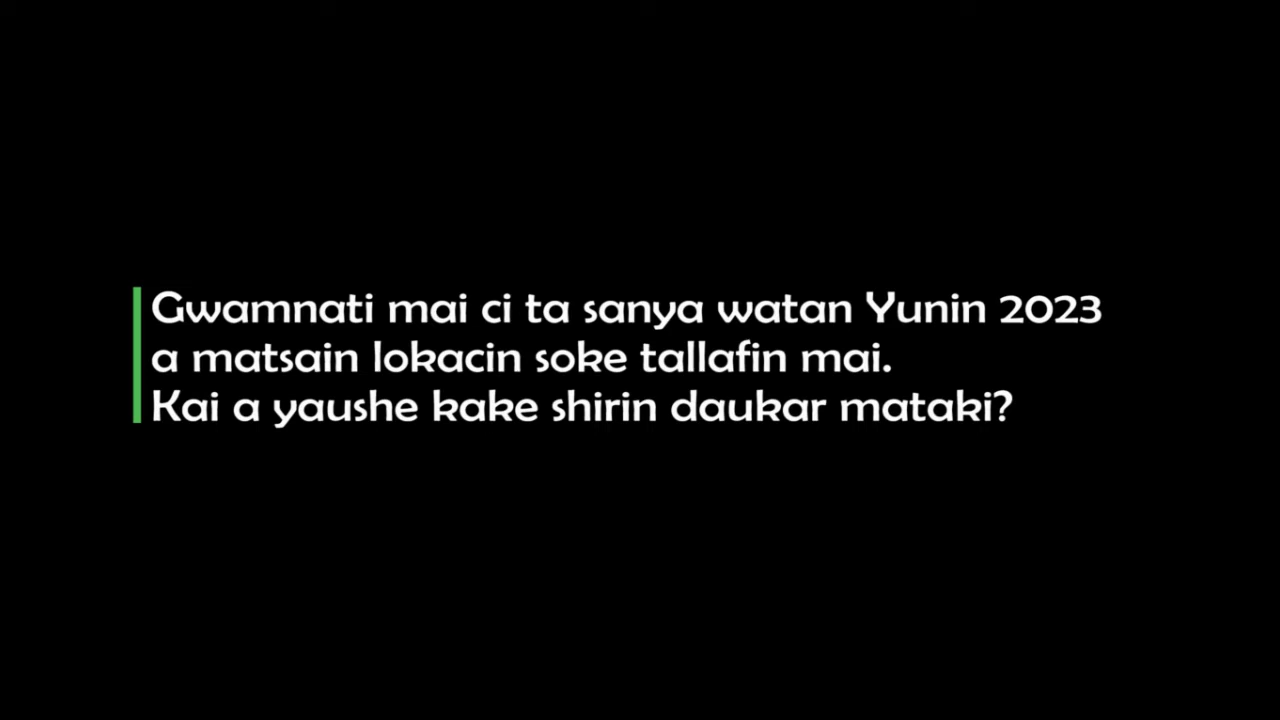 Gwamnati mai ci ta sanya watan Yunin 2023
a matsain lokacin soke tallafin mai.
Kai a yaushe kake shirin daukar mataki?